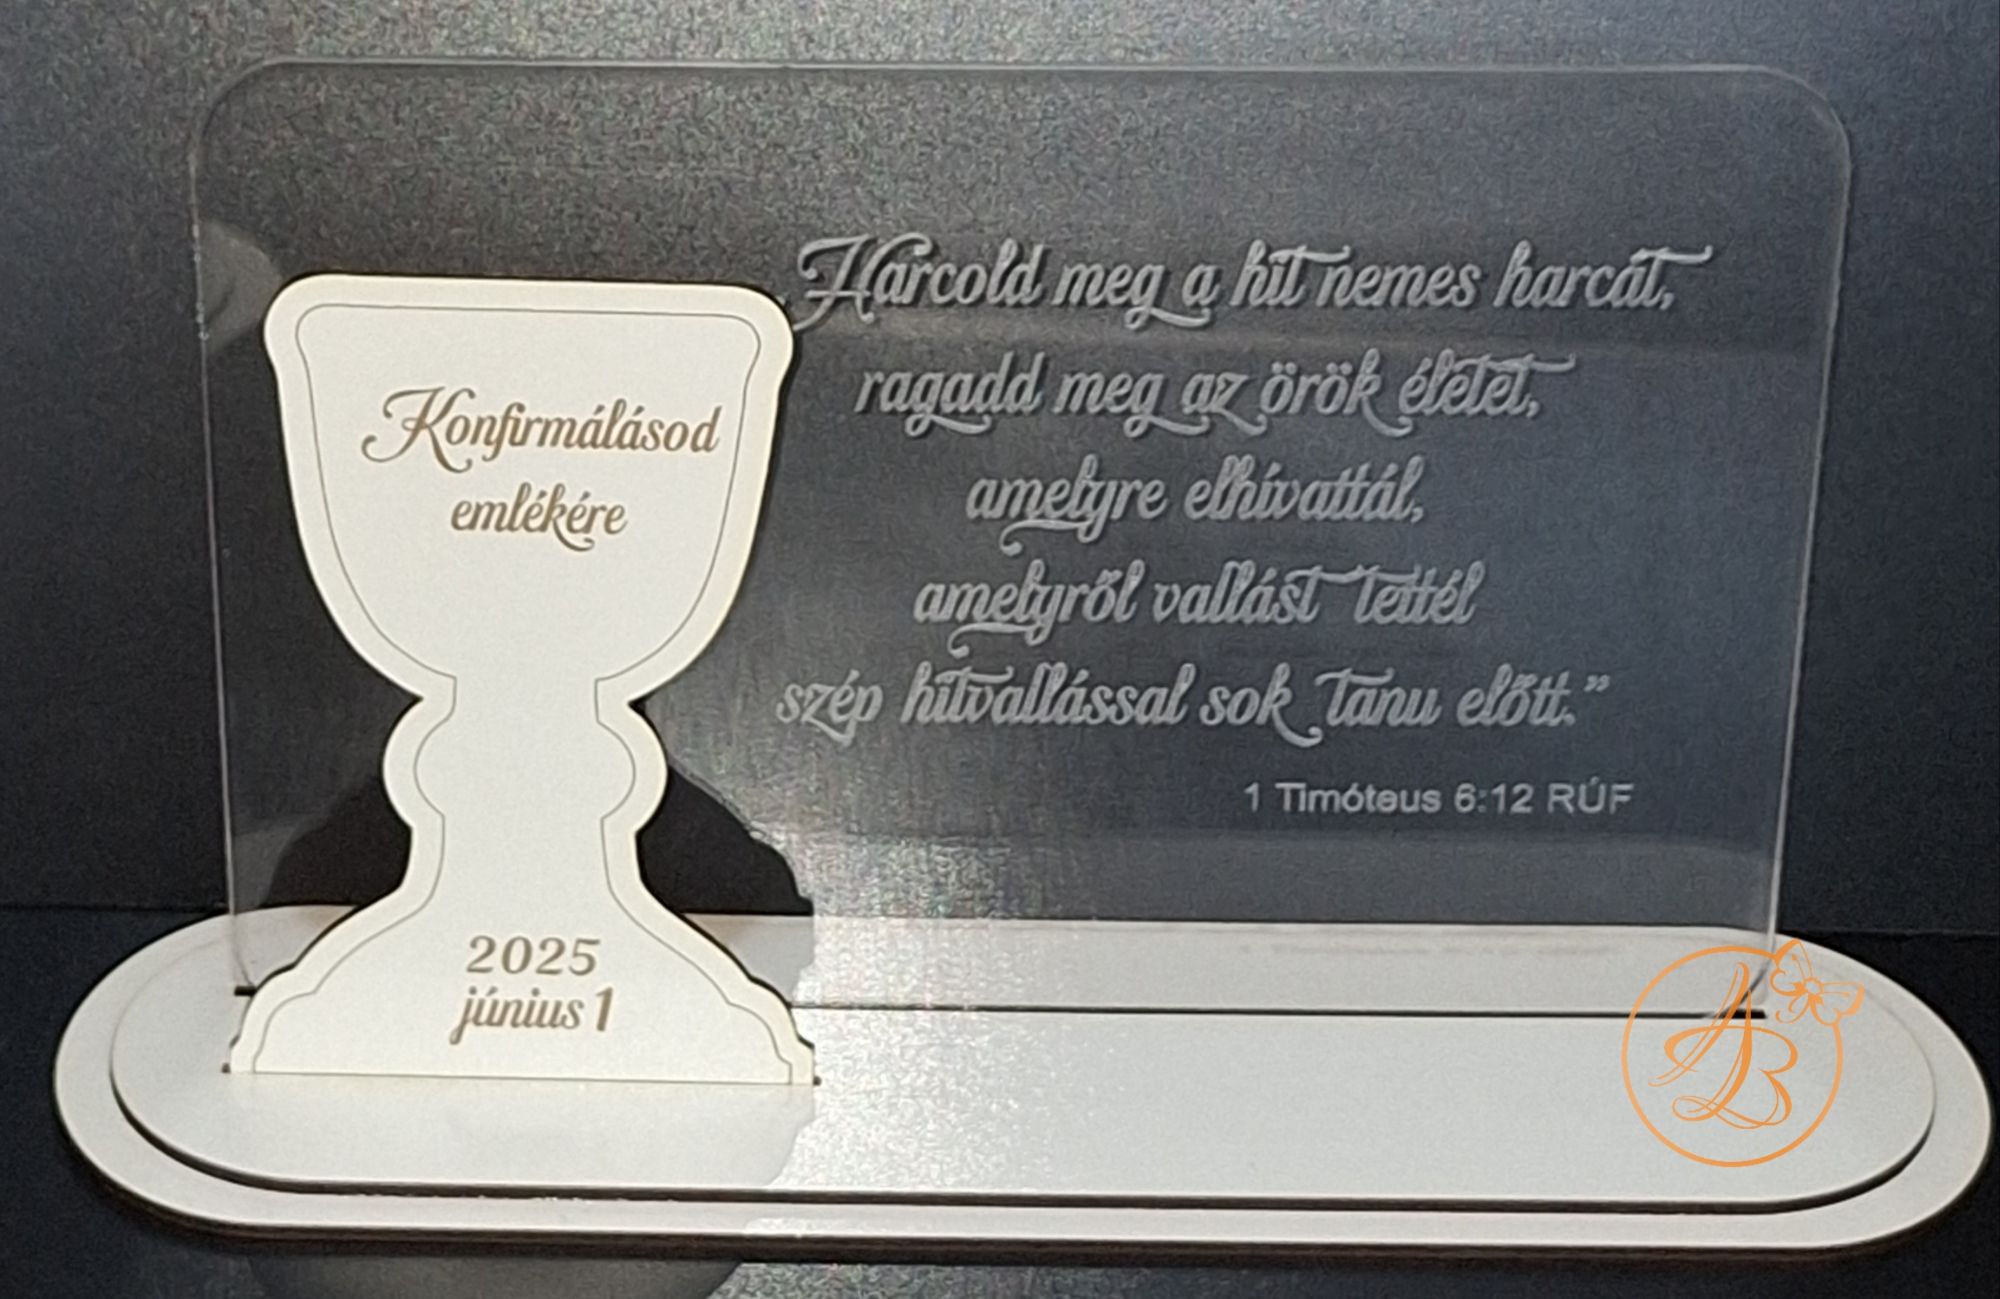 Konfirmálásod
emlékére
2025
június 1
„Harcold meg a hit nemes harcát,
ragadd meg az örök életet,
amelyre elhívattál,
amelyről vallást tettél
szép hitvallással sok tanu előtt.”
1 Timóteus 6:12 RÚF